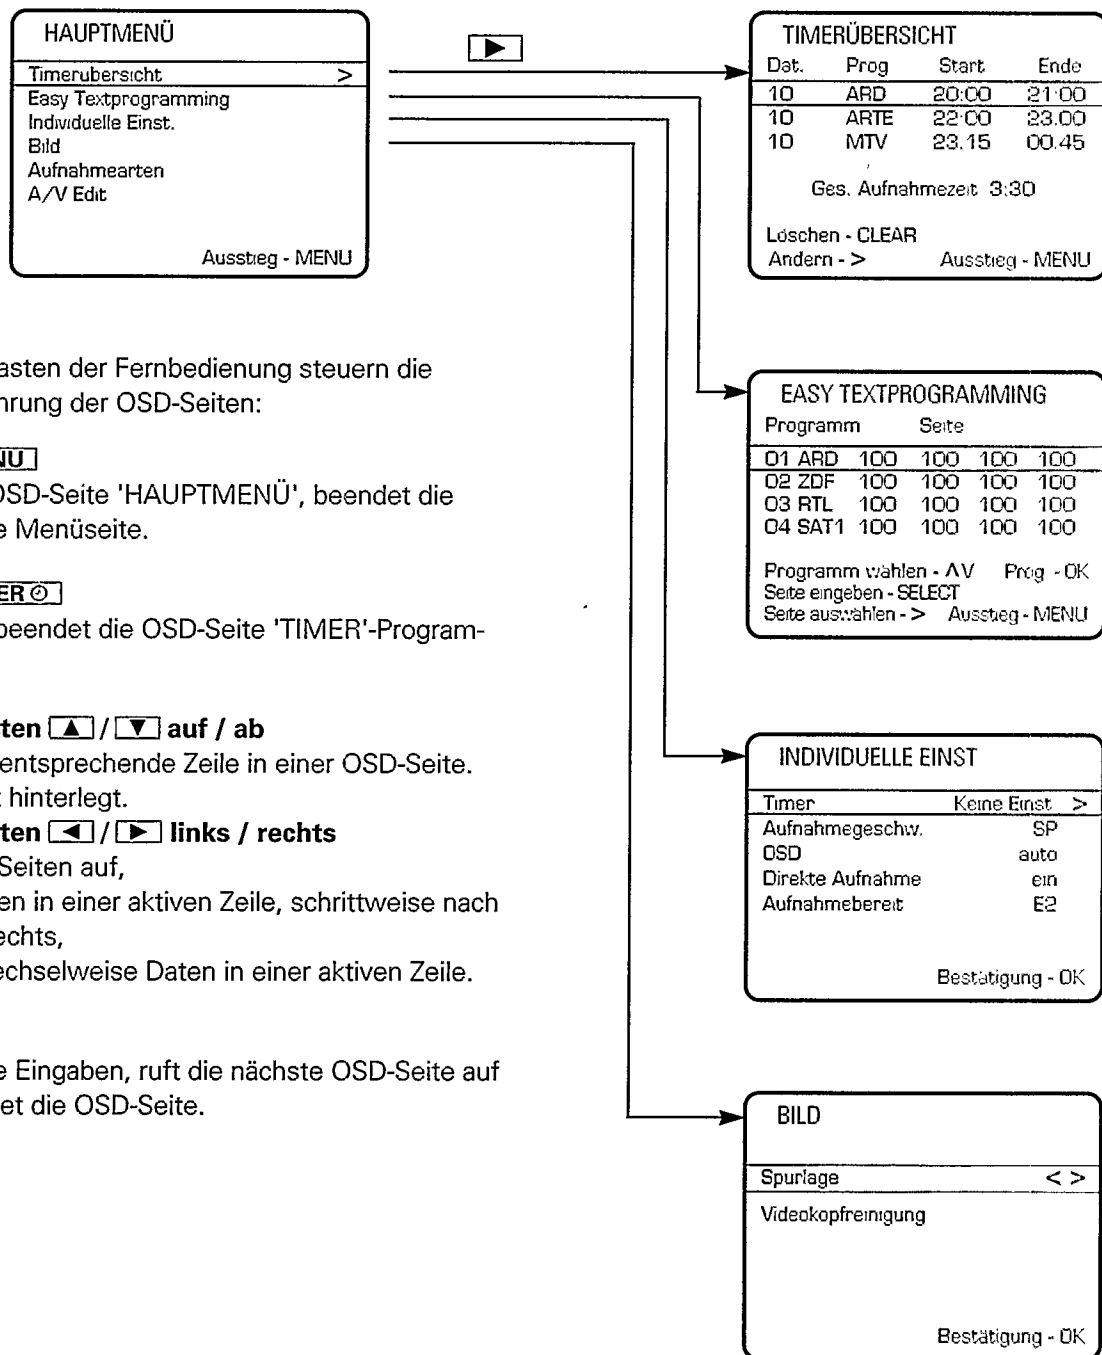 HAUPTMENÜ
Timerubersicht >
Easy Textprogramming
Individuelle Einst.
Bild
Aufnahmearten
A/V Edit
Ausstieg - MENU
TIMERÜBERSICHT
Dat. Prog Start Ende
10 ARD 20:00 21:00
10 ARTE 22:00 23.00
10 MTV 23.15 00.45
Ges. Aufnahmezeit 3:30
Löschen - CLEAR
Andern - > Ausstieg - MENU
asten der Fernbedienung steuern die
hrung der OSD-Seiten:
NU
OSD-Seite 'HAUPTMENÜ', beendet die
e Menüseite.
ER
beendet die OSD-Seite 'TIMER'-Program-
ten ▲ / ▼ auf / ab
entsprechende Zeile in einer OSD-Seite.
t hinterlegt.
ten ◀ / ▶ links / rechts
Seiten auf,
en in einer aktiven Zeile, schrittweise nach
echts,
echselweise Daten in einer aktiven Zeile.
e Eingaben, ruft die nächste OSD-Seite auf
et die OSD-Seite.
EASY TEXTPROGRAMMING
Programm Seite
01 ARD 100 100 100 100
02 ZDF 100 100 100 100
03 RTL 100 100 100 100
04 SAT1 100 100 100 100
Programm wahlen - ΛV Prog - OK
Seite eingeben - SELECT
Seite auswahlen - > Ausstieg - MENU
INDIVIDUELLE EINST
Timer Keine Einst >
Aufnahmegeschw. SP
OSD auto
Direkte Aufnahme ein
Aufnahmebereit E2
Bestätigung - OK
BILD
Spurlage < >
Videokopfreinigung
Bestätigung - OK